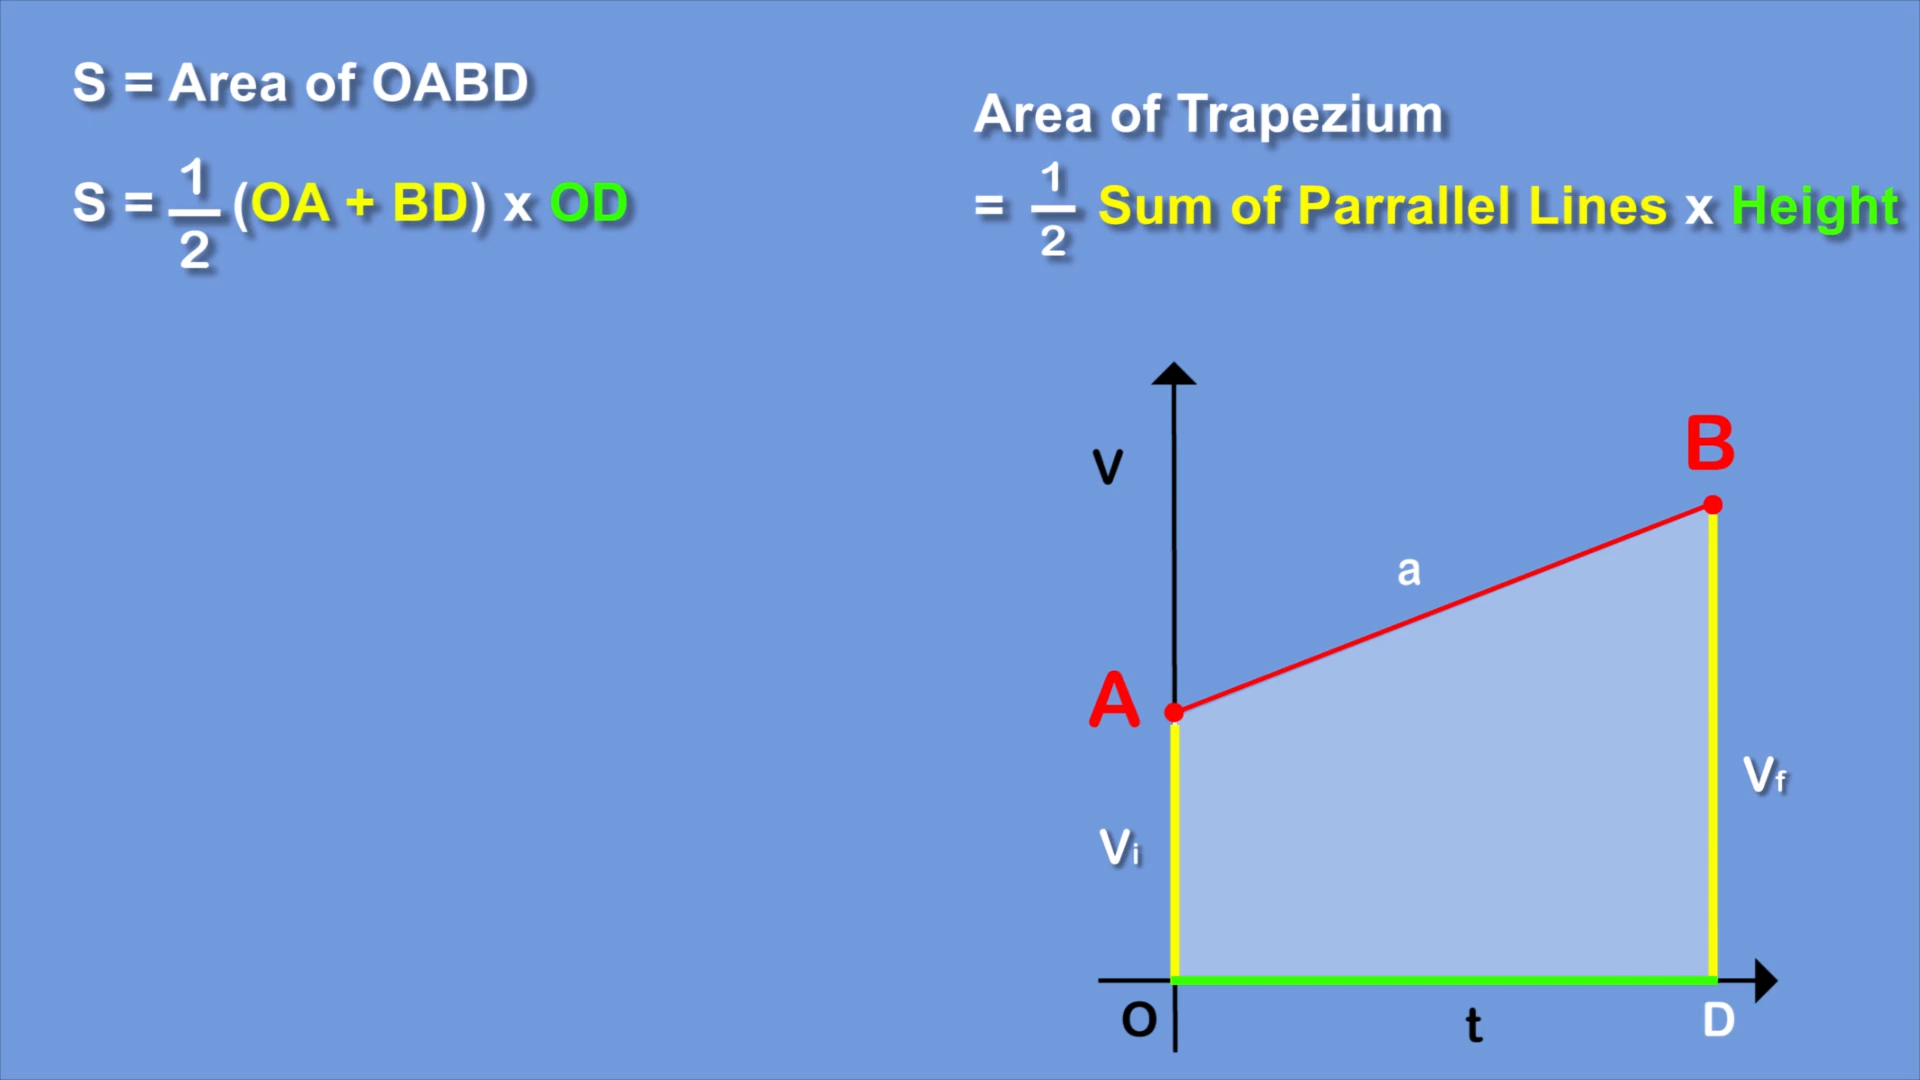 S = Area of OABD
S = 1/2 (OA + BD) x OD
Area of Trapezium
= 1/2 Sum of Parrallel Lines x Height
V
B
a
A
Vf
Vi
O
t
D